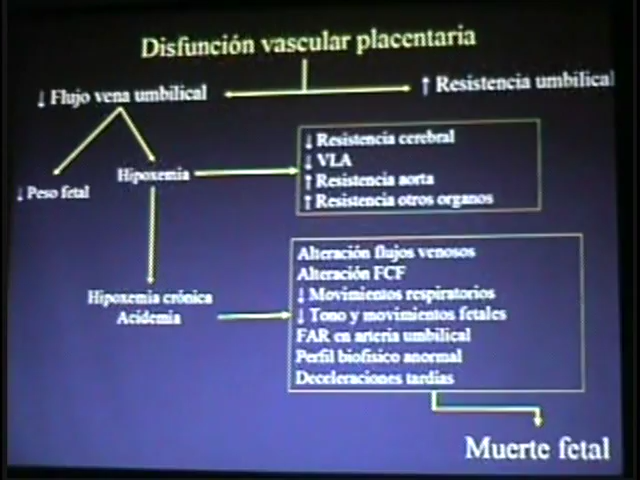 Disfunción vascular placentaria
↓ Flujo vena umbilical
↑ Resistencia umbilical
↓ Peso fetal
Hipoxemia
↓ Resistencia cerebral
↓ VLA
↑ Resistencia aorta
↑ Resistencia otros organos
Hipoxemia crónica
Acidemia
Alteración flujos venosos
Alteración FCF
↓ Movimientos respiratorios
↓ Tono y movimientos fetales
FAR en arteria umbilical
Perfil biofisico anormal
Deceleraciones tardias
Muerte fetal